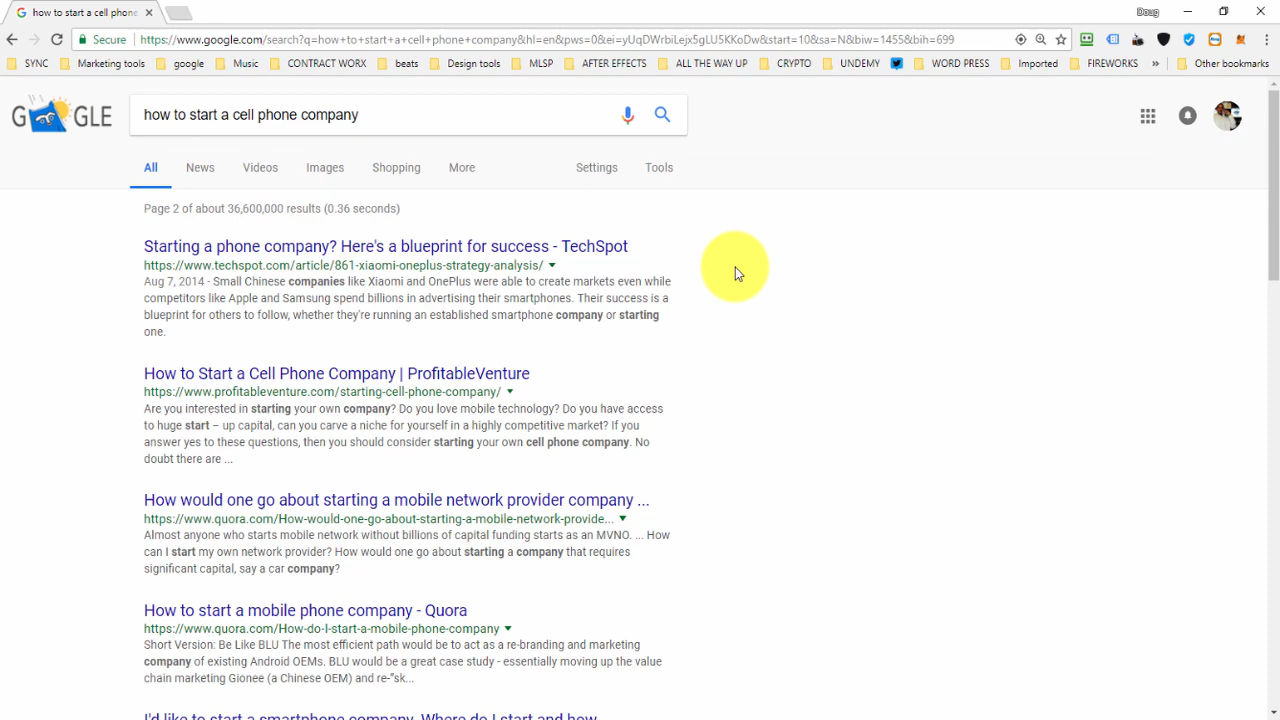 how to start a cell phone
Doug
Secure
https://www.google.com/search?q=how+to+start+a+cell+phone+company&hl=en&pws=0&ei=yUqDWrbiLejx5gLU5KKoDw&start=10&sa=N&biw=1455&bih=699
SYNC Marketing tools google Music CONTRACT WORX beats Design tools MLSP AFTER EFFECTS ALL THE WAY UP CRYPTO UNDEMY WORD PRESS Imported FIREWORKS » Other bookmarks
G GLE
how to start a cell phone company
All News Videos Images Shopping More Settings Tools
Page 2 of about 36,600,000 results (0.36 seconds)
Starting a phone company? Here's a blueprint for success - TechSpot
https://www.techspot.com/article/861-xiaomi-oneplus-strategy-analysis/
Aug 7, 2014 - Small Chinese companies like Xiaomi and OnePlus were able to create markets even while
competitors like Apple and Samsung spend billions in advertising their smartphones. Their success is a
blueprint for others to follow, whether they're running an established smartphone company or starting
one.
How to Start a Cell Phone Company | ProfitableVenture
https://www.profitableventure.com/starting-cell-phone-company/
Are you interested in starting your own company? Do you love mobile technology? Do you have access
to huge start – up capital, can you carve a niche for yourself in a highly competitive market? If you
answer yes to these questions, then you should consider starting your own cell phone company. No
doubt there are ...
How would one go about starting a mobile network provider company ...
https://www.quora.com/How-would-one-go-about-starting-a-mobile-network-provide...
Almost anyone who starts mobile network without billions of capital funding starts as an MVNO. ... How
can I start my own network provider? How would one go about starting a company that requires
significant capital, say a car company?
How to start a mobile phone company - Quora
https://www.quora.com/How-do-I-start-a-mobile-phone-company
Short Version: Be Like BLU The most efficient path would be to act as a re-branding and marketing
company of existing Android OEMs. BLU would be a great case study - essentially moving up the value
chain marketing Gionee (a Chinese OEM) and re-"sk...
I'd like to start a smartphone company. Where do I start and how